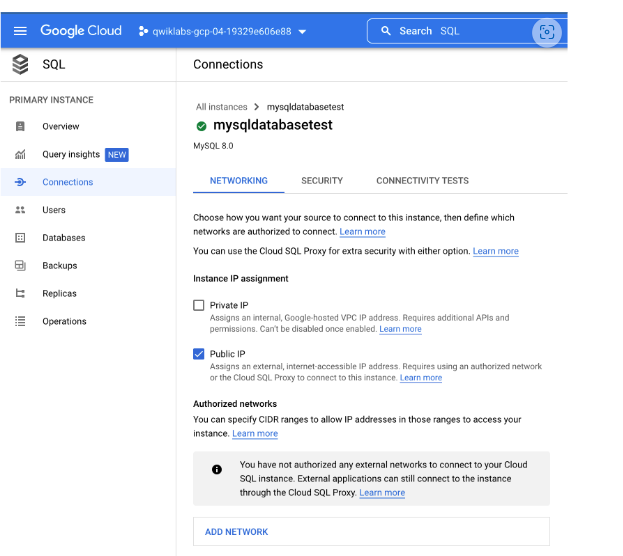 Google Cloud qwiklabs-gcp-04-19329e606e88 Search SQL
SQL Connections
PRIMARY INSTANCE
All instances mysqldatabasetest
Overview
mysqldatabasetest
MySQL 8.0
Query insights NEW
Connections
NETWORKING SECURITY CONNECTIVITY TESTS
Users
Databases
Backups
Replicas
Operations
Choose how you want your source to connect to this instance, then define which
networks are authorized to connect. Learn more
You can use the Cloud SQL Proxy for extra security with either option. Learn more
Instance IP assignment
Private IP
Assigns an internal, Google-hosted VPC IP address. Requires additional APIs and
permissions. Can't be disabled once enabled. Learn more
Public IP
Assigns an external, internet-accessible IP address. Requires using an authorized network
or the Cloud SQL Proxy to connect to this instance. Learn more
Authorized networks
You can specify CIDR ranges to allow IP addresses in those ranges to access your
instance. Learn more
You have not authorized any external networks to connect to your Cloud
SQL instance. External applications can still connect to the instance
through the Cloud SQL Proxy. Learn more
ADD NETWORK